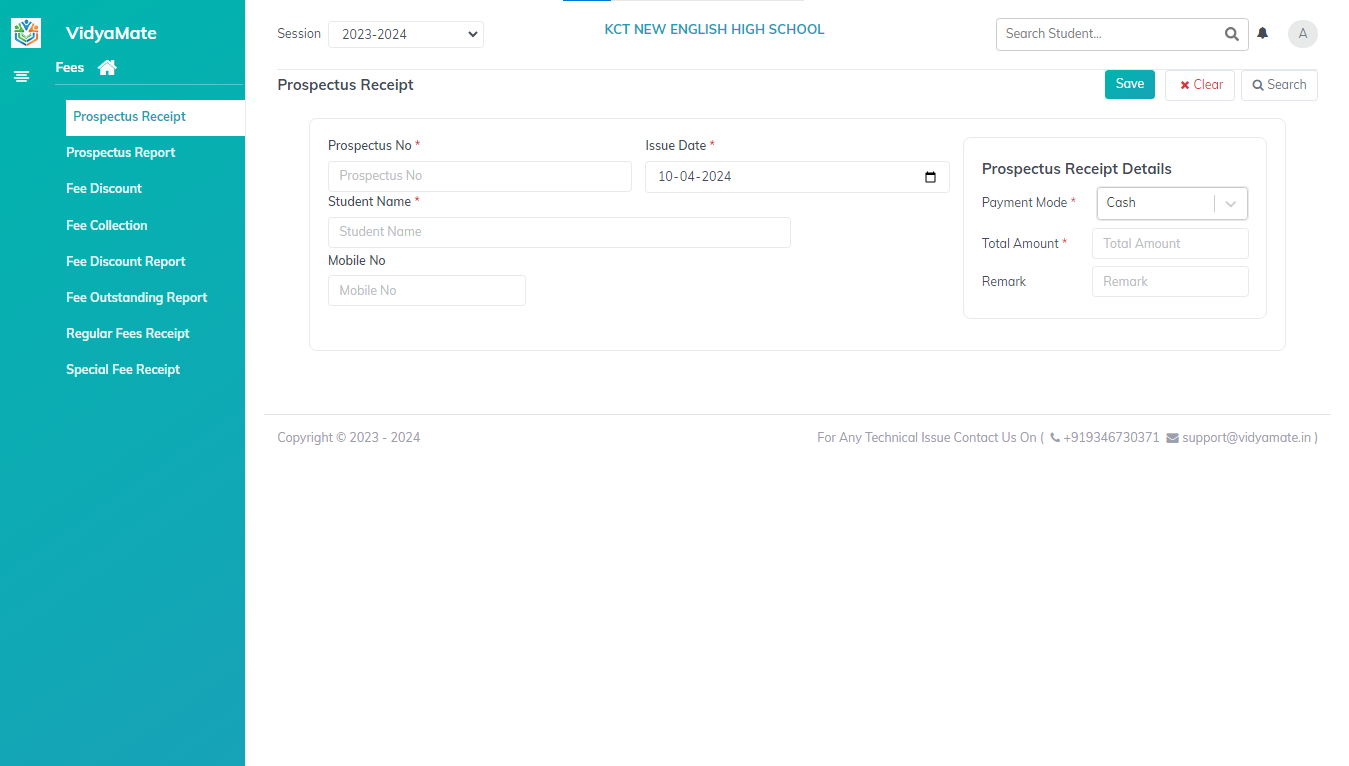 VidyaMate
Fees
Prospectus Receipt
Prospectus Report
Fee Discount
Fee Collection
Fee Discount Report
Fee Outstanding Report
Regular Fees Receipt
Special Fee Receipt
Session 2023-2024
KCT NEW ENGLISH HIGH SCHOOL
Search Student...
A
Prospectus Receipt
Save Clear Search
Prospectus No *
Prospectus No
Issue Date *
10-04-2024
Student Name *
Student Name
Mobile No
Mobile No
Prospectus Receipt Details
Payment Mode * Cash
Total Amount * Total Amount
Remark Remark
Copyright © 2023 - 2024
For Any Technical Issue Contact Us On ( +919346730371 support@vidyamate.in )